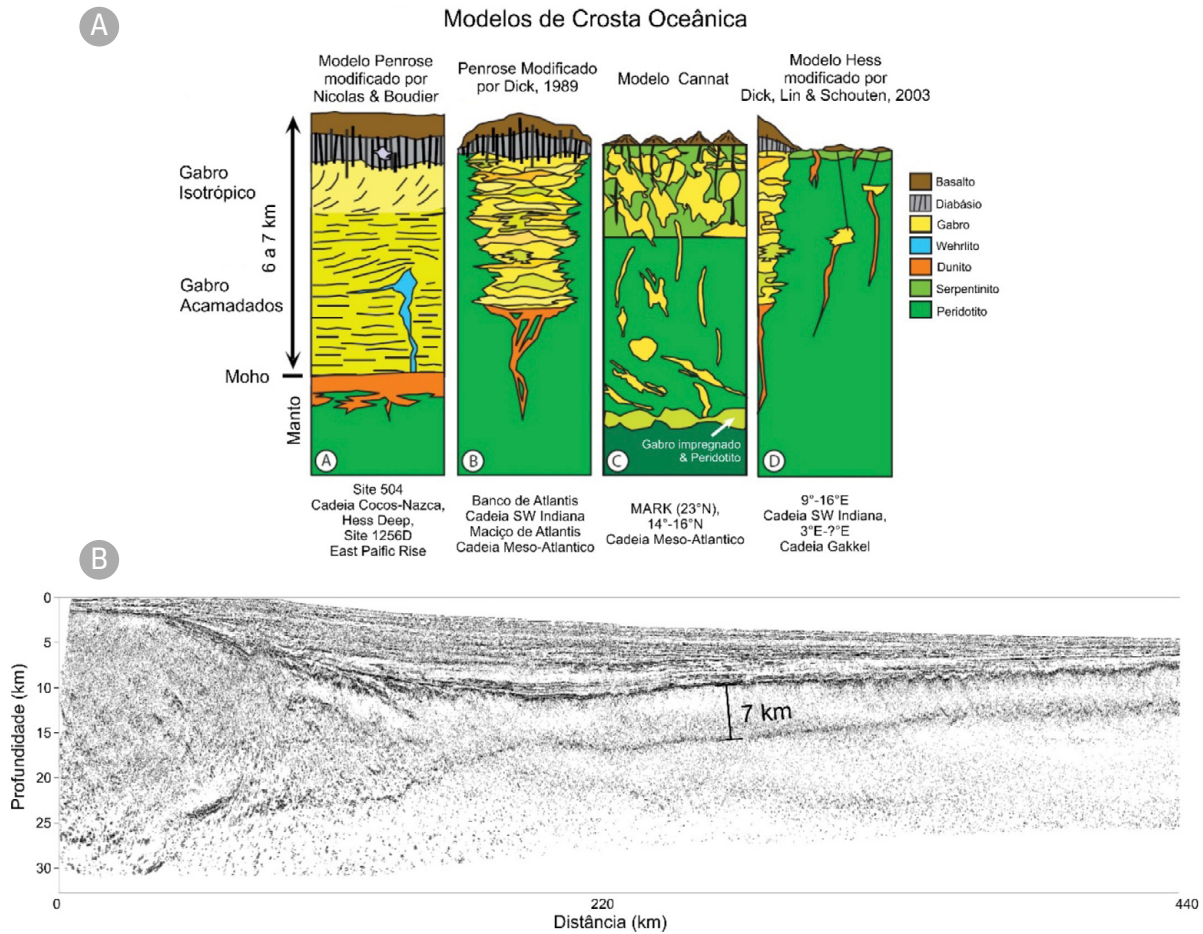 A
Modelos de Crosta Oceânica
Modelo Penrose
modificado por
Nicolas & Boudier
Penrose Modificado
por Dick, 1989
Modelo Cannat
Modelo Hess
modificado por
Dick, Lin & Schouten, 2003
Gabro
Isotrópico
6 a 7 km
Gabro
Acamadados
Moho
Manto
Basalto
Diabásio
Gabro
Wehrlito
Dunito
Serpentinito
Peridotito
Gabro impregnado
& Peridotito
A
B
C
D
Site 504
Cadeia Cocos-Nazca,
Hess Deep,
Site 1256D
East Paific Rise
Banco de Atlantis
Cadeia SW Indiana
Maciço de Atlantis
Cadeia Meso-Atlantico
MARK (23°N),
14°-16°N
Cadeia Meso-Atlantico
9°-16°E
Cadeia SW Indiana,
3°E-?°E
Cadeia Gakkel
B
Profundidade (km)
0
5
10
15
20
25
30
7 km
0
220
440
Distância (km)